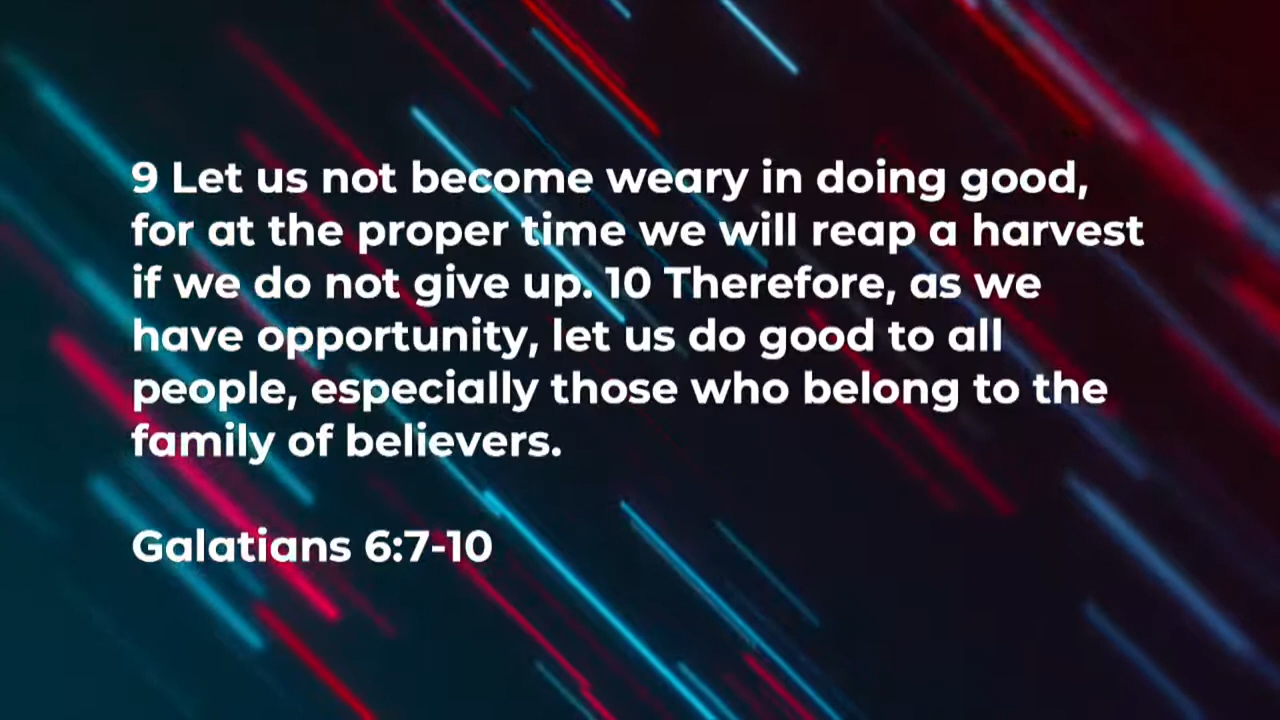 9 Let us not become weary in doing good,
for at the proper time we will reap a harvest
if we do not give up. 10 Therefore, as we
have opportunity, let us do good to all
people, especially those who belong to the
family of believers.
Galatians 6:7-10